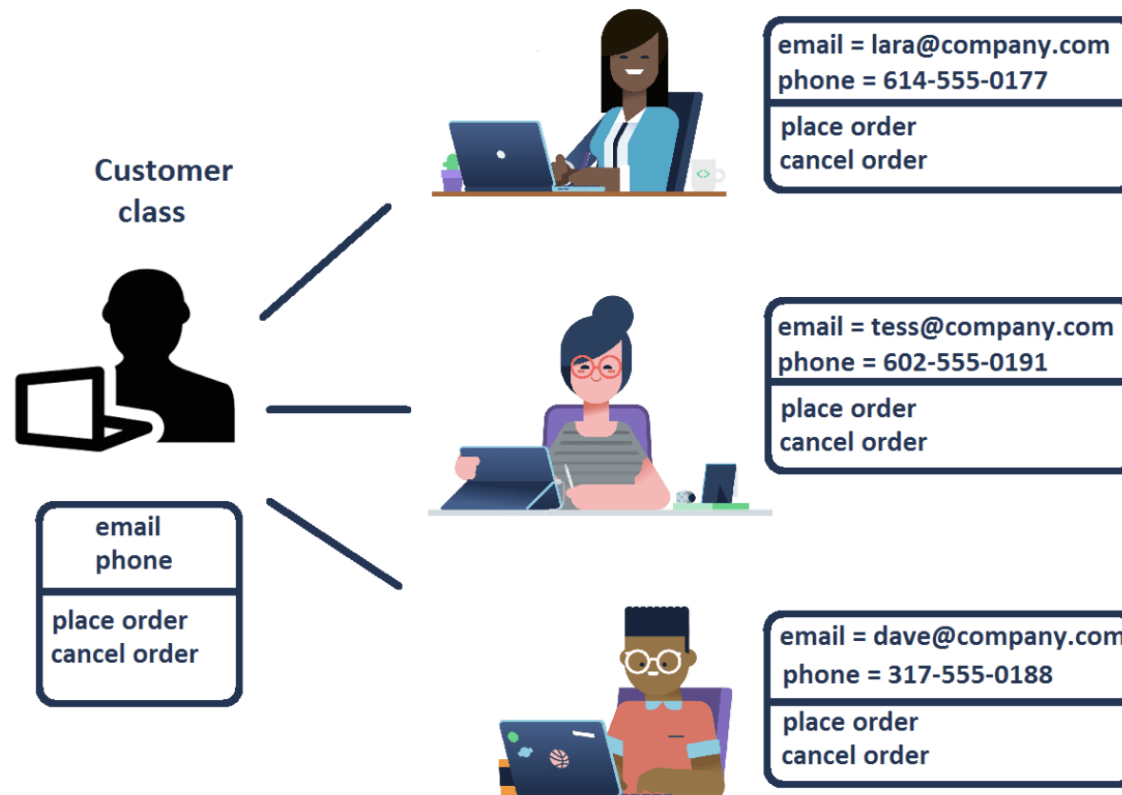 Customer
class
email
phone
place order
cancel order
email = lara@company.com
phone = 614-555-0177
place order
cancel order
email = tess@company.com
phone = 602-555-0191
place order
cancel order
email = dave@company.com
phone = 317-555-0188
place order
cancel order